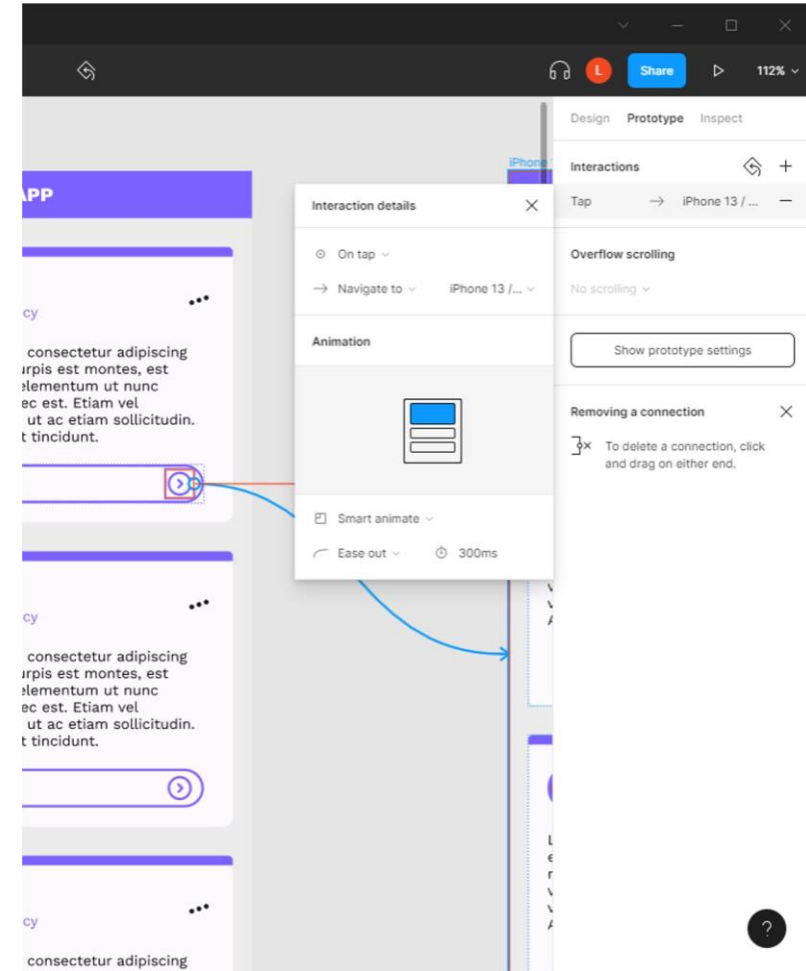 L
Share
112%
Design Prototype Inspect
iPhone
Interactions
Tap → iPhone 13 / ...
APP
Interaction details
On tap
→ Navigate to iPhone 13 /...
Animation
Smart animate
Ease out 300ms
Overflow scrolling
No scrolling
Show prototype settings
Removing a connection
To delete a connection, click
and drag on either end.
cy
consectetur adipiscing
urpis est montes, est
elementum ut nunc
ec est. Etiam vel
ut ac etiam sollicitudin.
t tincidunt.
cy
consectetur adipiscing
urpis est montes, est
elementum ut nunc
ec est. Etiam vel
ut ac etiam sollicitudin.
t tincidunt.
cy
consectetur adipiscing
v
v
A
L
e
r
v
v
A
?